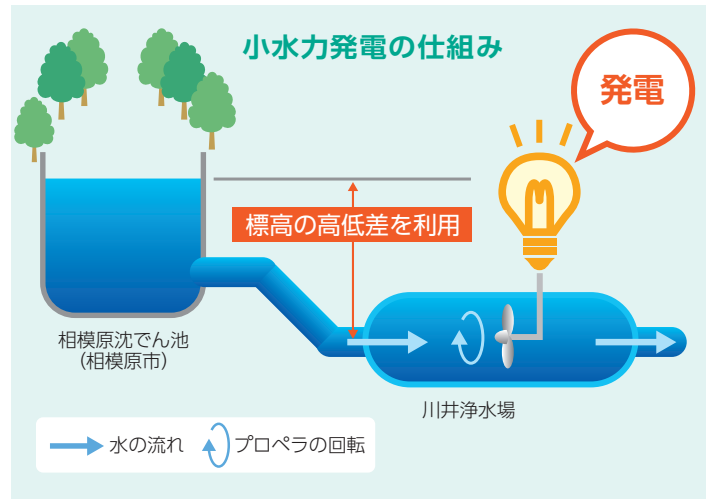 小水力発電の仕組み
発電
標高の高低差を利用
相模原沈でん池
(相模原市)
川井浄水場
水の流れ
プロペラの回転